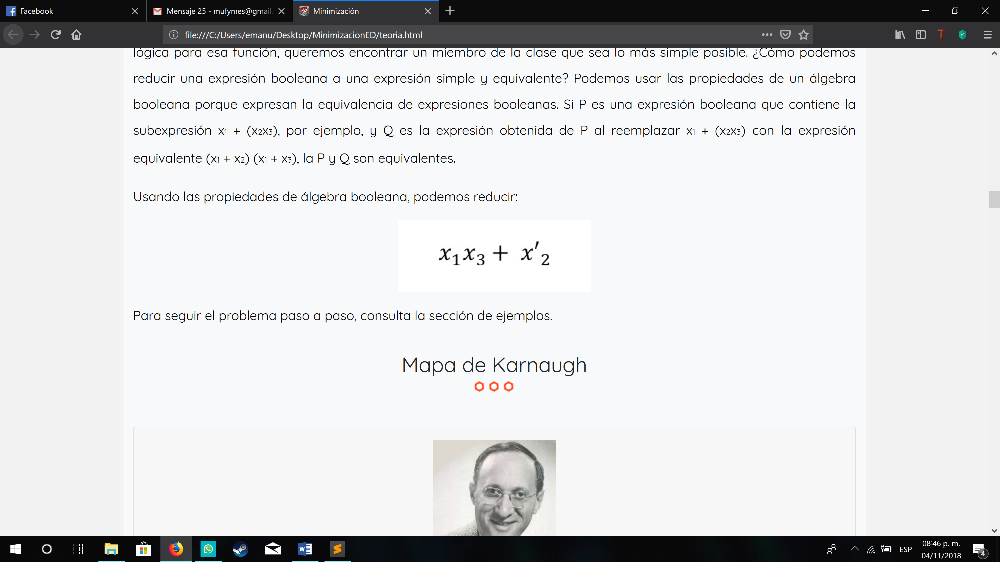 Facebook
Mensaje 25 - mufymes@gmail.
Minimización
file:///C:/Users/emanu/Desktop/MinimizacionED/teoria.html
lógica para esa función, queremos encontrar un miembro de la clase que sea lo más simple posible. ¿Cómo podemos
reducir una expresión booleana a una expresión simple y equivalente? Podemos usar las propiedades de un álgebra
booleana porque expresan la equivalencia de expresiones booleanas. Si P es una expresión booleana que contiene la
subexpresión x₁ + (x₂x₃), por ejemplo, y Q es la expresión obtenida de P al reemplazar x₁ + (x₂x₃) con la expresión
equivalente (x₁ + x₂) (x₁ + x₃), la P y Q son equivalentes.
Usando las propiedades de álgebra booleana, podemos reducir:
x₁x₃ + x'₂
Para seguir el problema paso a paso, consulta la sección de ejemplos.
Mapa de Karnaugh
ESP
08:46 p. m.
04/11/2018
4